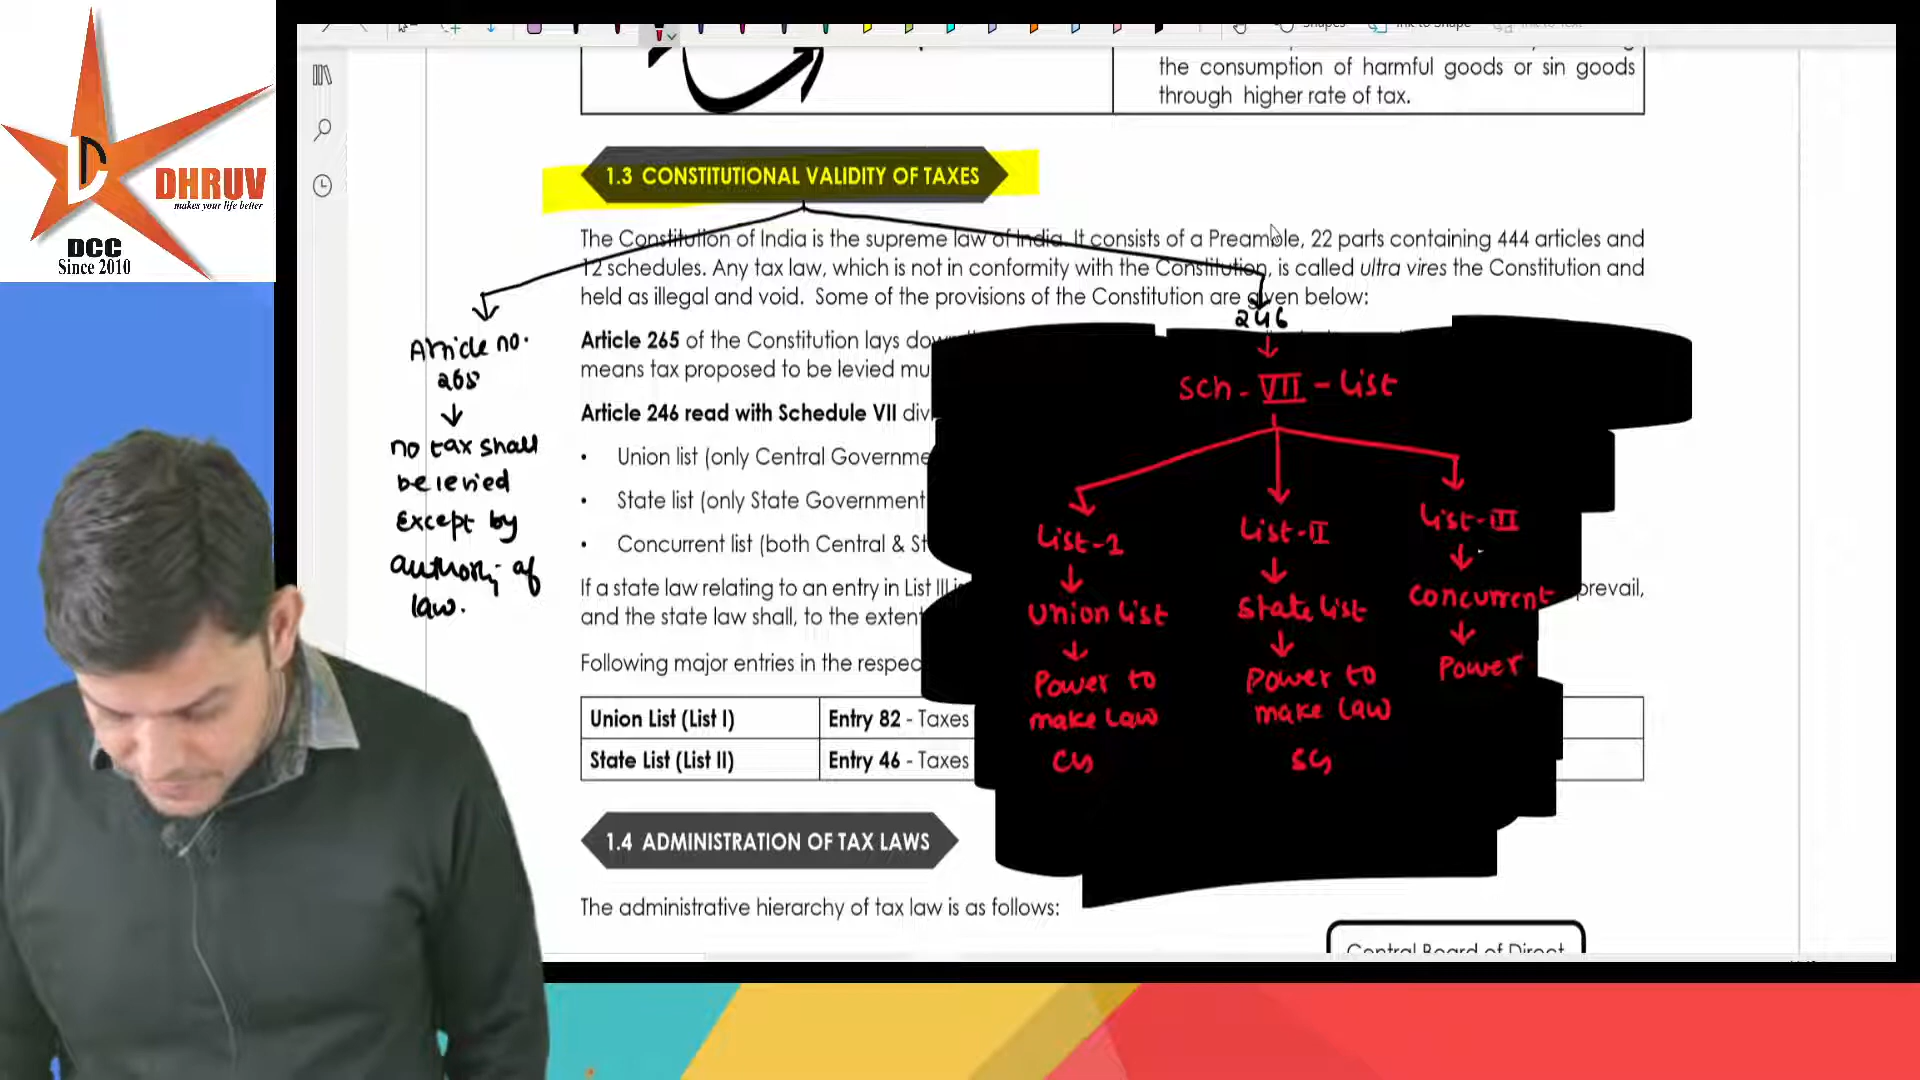 DHRUV
makes your life better
DCC
Since 2010
the consumption of harmful goods or sin goods
through higher rate of tax.
1.3 CONSTITUTIONAL VALIDITY OF TAXES
The Constitution of India is the supreme law of India. It consists of a Preamble, 22 parts containing 444 articles and
12 schedules. Any tax law, which is not in conformity with the Constitution, is called ultra vires the Constitution and
held as illegal and void. Some of the provisions of the Constitution are given below:
Article no.
265
no tax shall
be levied
Except by
authority of
law.
Article 265 of the Constitution lays
means tax proposed to be levied
Article 246 read with Schedule VII
• Union list (only Central
• State list (only State Government
• Concurrent list (both Central &
If a state law relating to an entry in List III
prevail,
and the state law shall, to the
Following major entries in the
Union List (List I) Entry 82 - Taxes
State List (List II) Entry 46 - Taxes
246
Sch - VII - List
List-1
Union List
Power to
make Law
CG
List-II
State List
Power to
make Law
SG
List-III
Concurrent
Power
1.4 ADMINISTRATION OF TAX LAWS
The administrative hierarchy of tax law is as follows:
Central Board of Direct